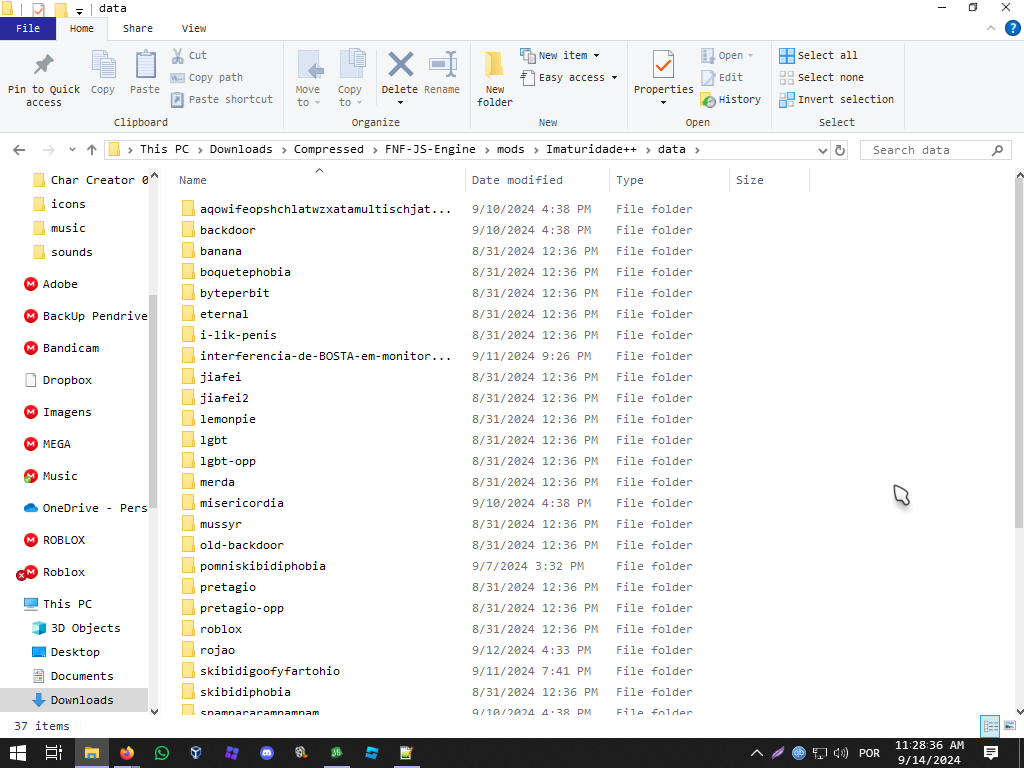 data
File Home Share View
Pin to Quick access
Copy
Paste
Cut
Copy path
Paste shortcut
Clipboard
Move to
Copy to
Delete
Rename
Organize
New folder
New item
Easy access
New
Properties
Open
Edit
History
Open
Select all
Select none
Invert selection
Select
This PC > Downloads > Compressed > FNF-JS-Engine > mods > Imaturidade++ > data >
Search data
Char Creator 0
icons
music
sounds
Adobe
BackUp Pendrive
Bandicam
Dropbox
Imagens
MEGA
Music
OneDrive - Pers
ROBLOX
Roblox
This PC
3D Objects
Desktop
Documents
Downloads
Name Date modified Type Size
aqowifeopshchlatwzxatamultischjat... 9/10/2024 4:38 PM File folder
backdoor 9/10/2024 4:38 PM File folder
banana 8/31/2024 12:36 PM File folder
boquetephobia 8/31/2024 12:36 PM File folder
byteperbit 8/31/2024 12:36 PM File folder
eternal 8/31/2024 12:36 PM File folder
i-lik-penis 8/31/2024 12:36 PM File folder
interferencia-de-BOSTA-em-monitor... 9/11/2024 9:26 PM File folder
jiafei 8/31/2024 12:36 PM File folder
jiafei2 8/31/2024 12:36 PM File folder
lemonpie 8/31/2024 12:36 PM File folder
lgbt 8/31/2024 12:36 PM File folder
lgbt-opp 8/31/2024 12:36 PM File folder
merda 8/31/2024 12:36 PM File folder
misericordia 9/10/2024 4:38 PM File folder
mussyr 8/31/2024 12:36 PM File folder
old-backdoor 8/31/2024 12:36 PM File folder
pomniskibidiphobia 9/7/2024 3:32 PM File folder
pretagio 8/31/2024 12:36 PM File folder
pretagio-opp 8/31/2024 12:36 PM File folder
roblox 8/31/2024 12:36 PM File folder
rojao 9/12/2024 4:33 PM File folder
skibidigoofyfartohio 9/11/2024 7:41 PM File folder
skibidiphobia 8/31/2024 12:36 PM File folder
9/10/2024 4:38 PM File folder
37 items
POR
11:28:36 AM
9/14/2024